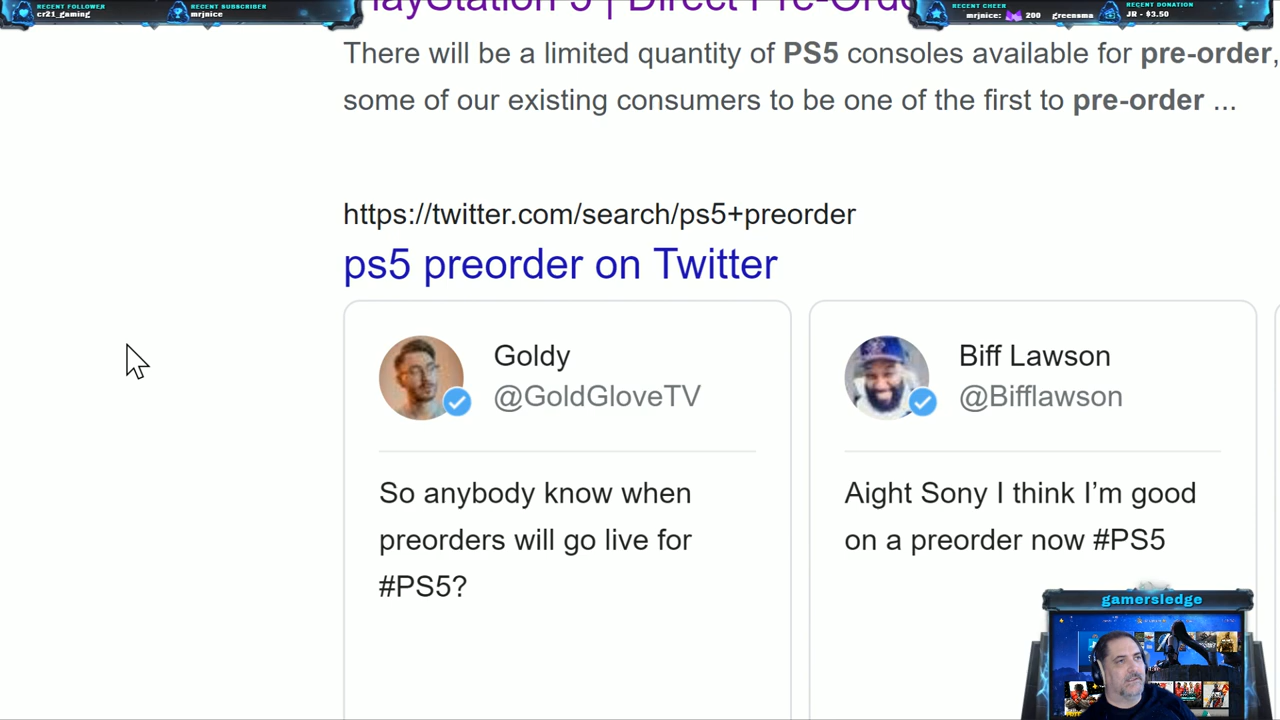 RECENT FOLLOWER
cr21_gaming
RECENT SUBSCRIBER
mrjnice
RECENT CHEER
mrjnice: 200 greensma
RECENT DONATION
JR - $3.50
PlayStation 5 | Direct Pre-Orde
There will be a limited quantity of PS5 consoles available for pre-order,
some of our existing consumers to be one of the first to pre-order ...
https://twitter.com/search/ps5+preorder
ps5 preorder on Twitter
Goldy
@GoldGloveTV
So anybody know when
preorders will go live for
#PS5?
Biff Lawson
@Bifflawson
Aight Sony I think I'm good
on a preorder now #PS5
gamersledge